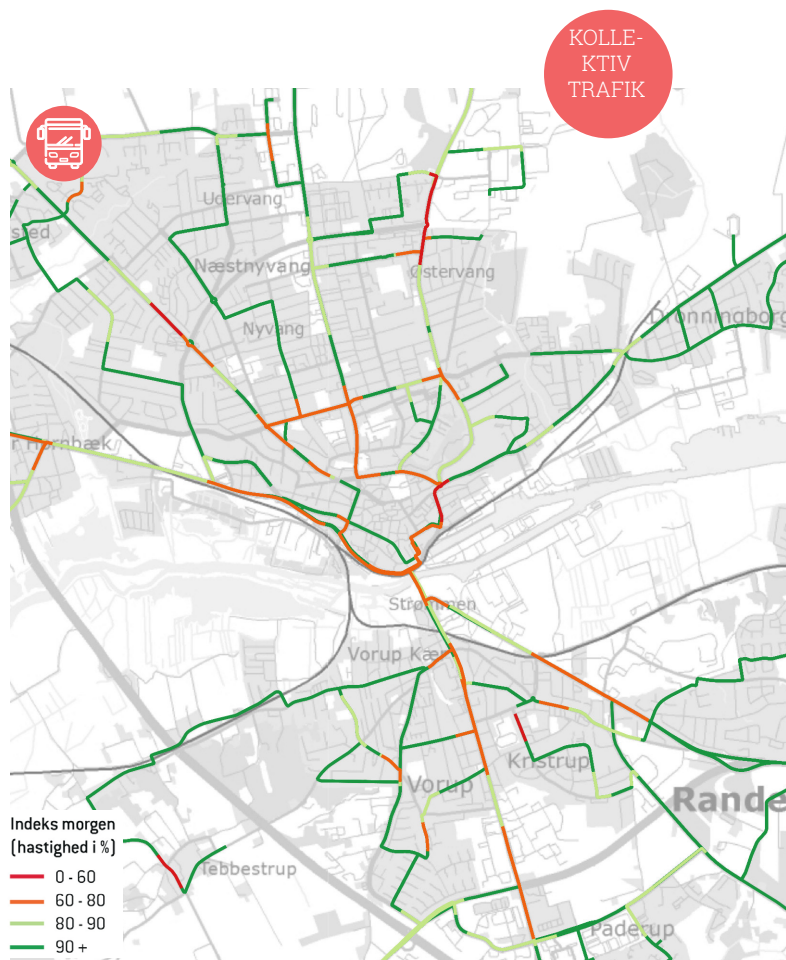 KOLLE-
KTIV
TRAFIK
Udervang
sted
Næstnyvang
Østervang
Nyvang
Dronningborg
r Hornbæk
Strømmen
Vorup Kær
Kristrup
Vorup
Rande
Indeks morgen
(hastighed i %)
0 - 60
60 - 80
80 - 90
90 +
Tebbestrup
Paderup